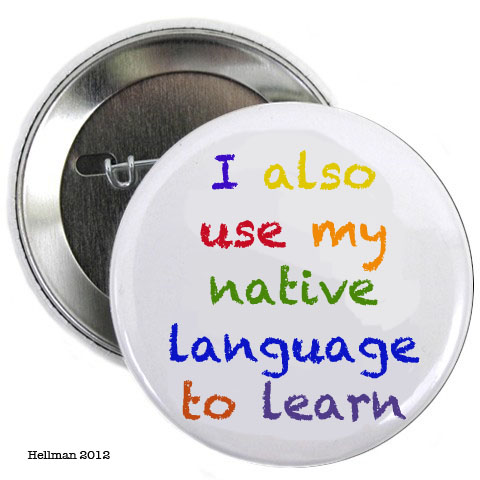 I also
use my
native
language
to learn
Hellman 2012